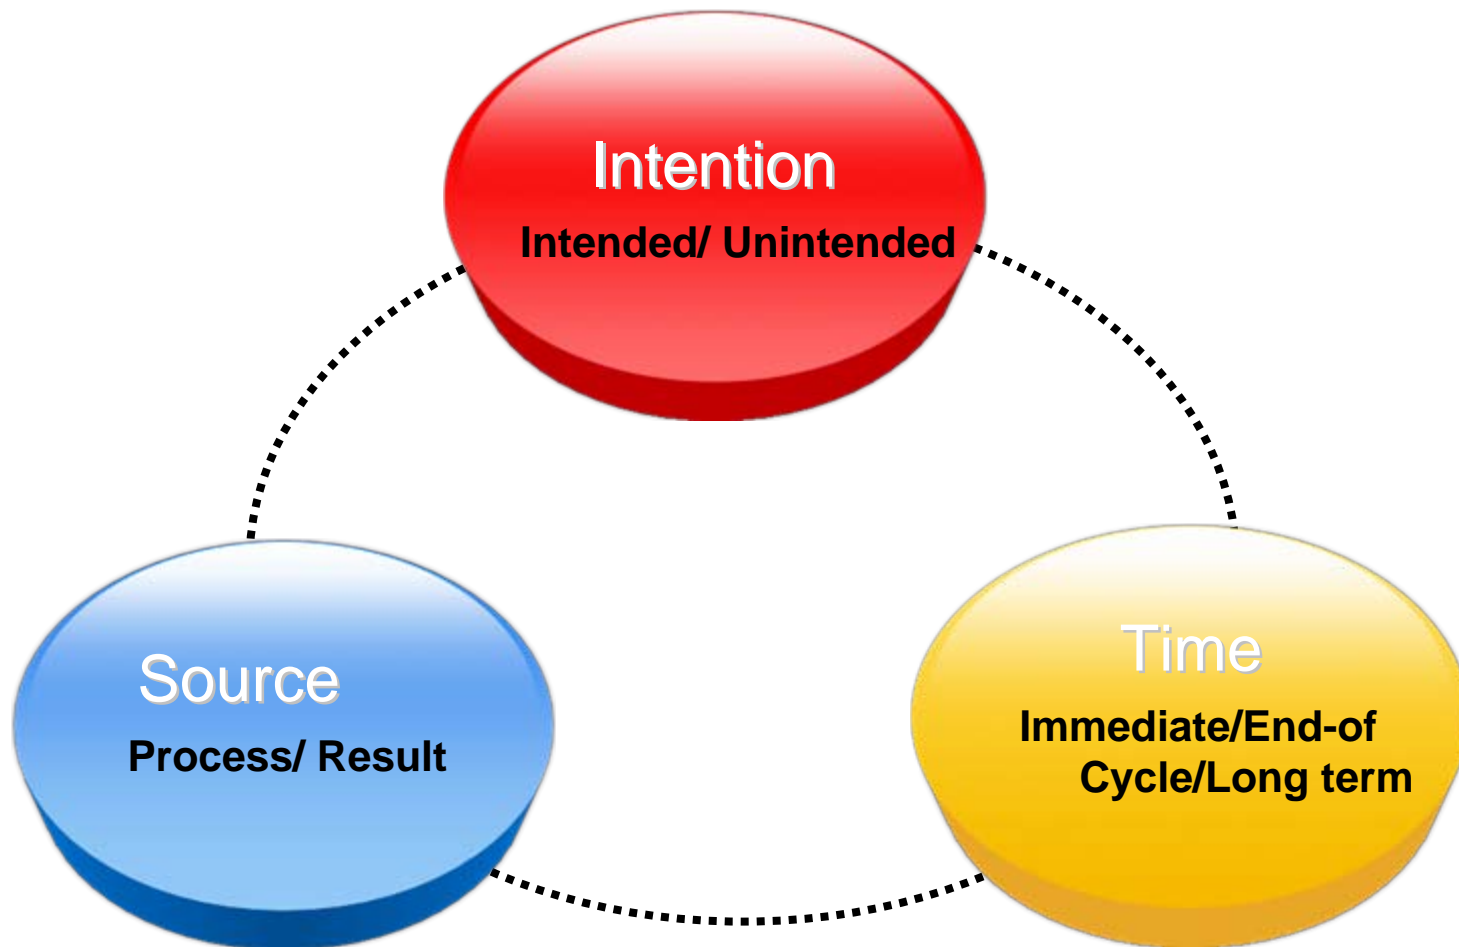 Intention
Intended/ Unintended
Source
Process/ Result
Time
Immediate/End-of
Cycle/Long term